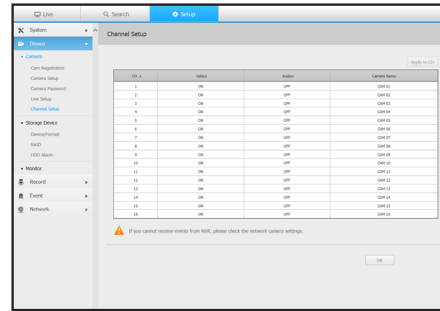 Live
Search
Setup
System
Device
Camera
Cam Registration
Camera Setup
Camera Password
Live Setup
Channel Setup
Storage Device
Device/Format
RAID
HDD Alarm
Monitor
Record
Event
Network
Channel Setup
Apply to CH
CH Video Audio Camera Name
1 ON OFF CAM 01
2 ON OFF CAM 02
3 ON OFF CAM 03
4 ON OFF CAM 04
5 ON OFF CAM 05
6 ON OFF CAM 06
7 ON OFF CAM 07
8 ON OFF CAM 08
9 ON OFF CAM 09
10 ON OFF CAM 10
11 ON OFF CAM 11
12 ON OFF CAM 12
13 ON OFF CAM 13
14 ON OFF CAM 14
15 ON OFF CAM 15
16 ON OFF CAM 16
If you cannot receive events from NVR, please check the network camera settings.
OK